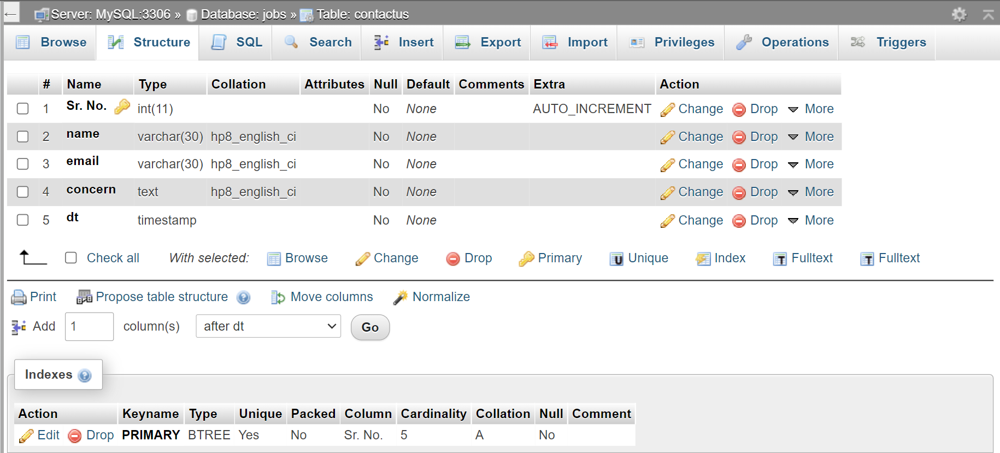 Server: MySQL:3306 » Database: jobs » Table: contactus
Browse Structure SQL Search Insert Export Import Privileges Operations Triggers
# Name Type Collation Attributes Null Default Comments Extra Action
1 Sr. No. int(11) No None AUTO_INCREMENT Change Drop More
2 name varchar(30) hp8_english_ci No None Change Drop More
3 email varchar(30) hp8_english_ci No None Change Drop More
4 concern text hp8_english_ci No None Change Drop More
5 dt timestamp No None Change Drop More
Check all With selected: Browse Change Drop Primary Unique Index Fulltext Fulltext
Print Propose table structure Move columns Normalize
Add 1 column(s) after dt Go
Indexes
Action Keyname Type Unique Packed Column Cardinality Collation Null Comment
Edit Drop PRIMARY BTREE Yes No Sr. No. 5 A No